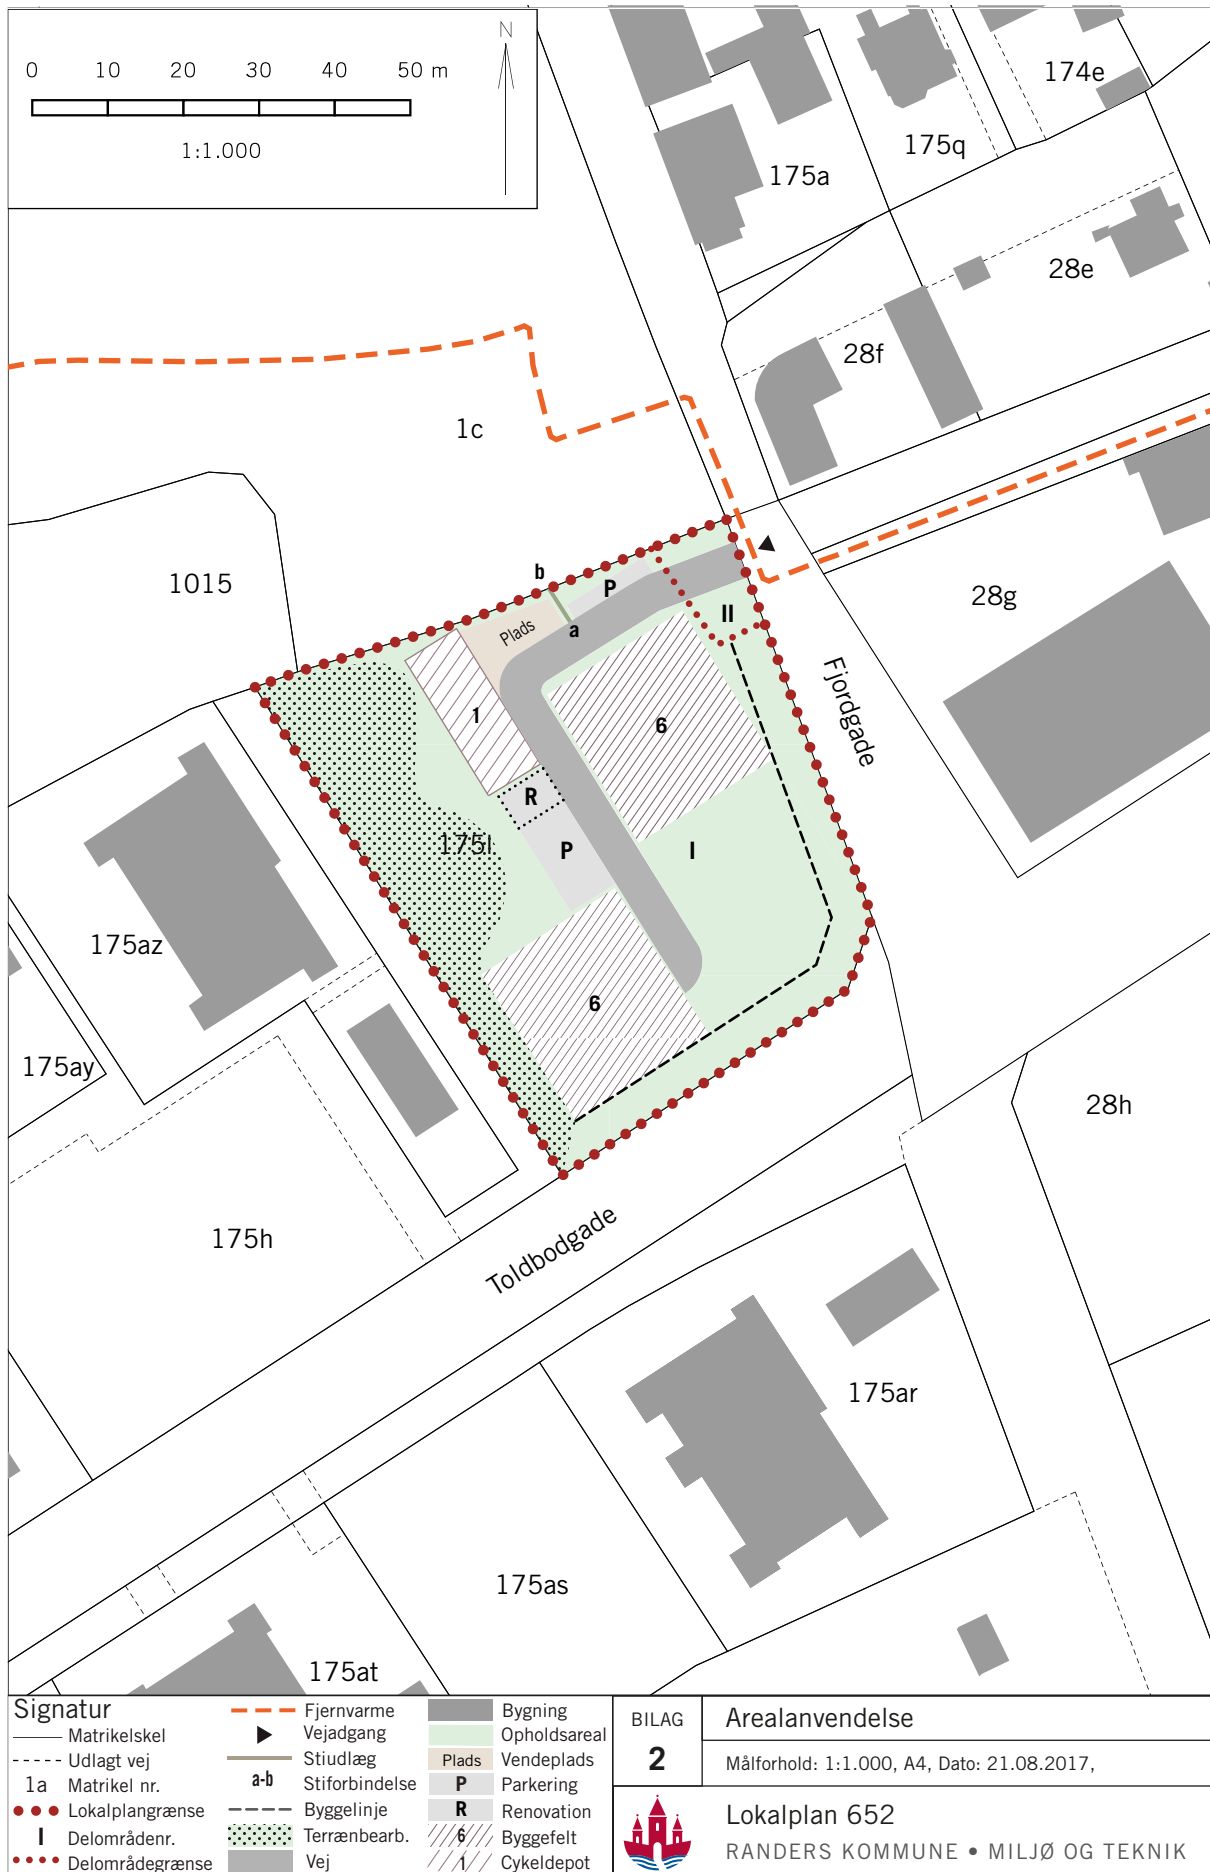 N
0 10 20 30 40 50 m
1:1.000
174e
175q
175a
28e
28f
1c
1015
28g
b
P
a
Plads
II
Fjordgade
1
6
R
175l
P
I
175az
6
175ay
28h
175h
Toldbodgade
175ar
175as
175at
Signatur
Matrikelskel
Udlagt vej
1a Matrikel nr.
Lokalplangrænse
I Delområdenr.
Delområdegrænse
Fjernvarme
Vejadgang
Stiudlæg
a-b Stiforbindelse
Byggelinje
Terrænbearb.
Vej
Bygning
Opholdsareal
Plads Vendeplads
P Parkering
R Renovation
6 Byggefelt
1 Cykeldepot
BILAG
2
Arealanvendelse
Målforhold: 1:1.000, A4, Dato: 21.08.2017,
Lokalplan 652
RANDERS KOMMUNE • MILJØ OG TEKNIK